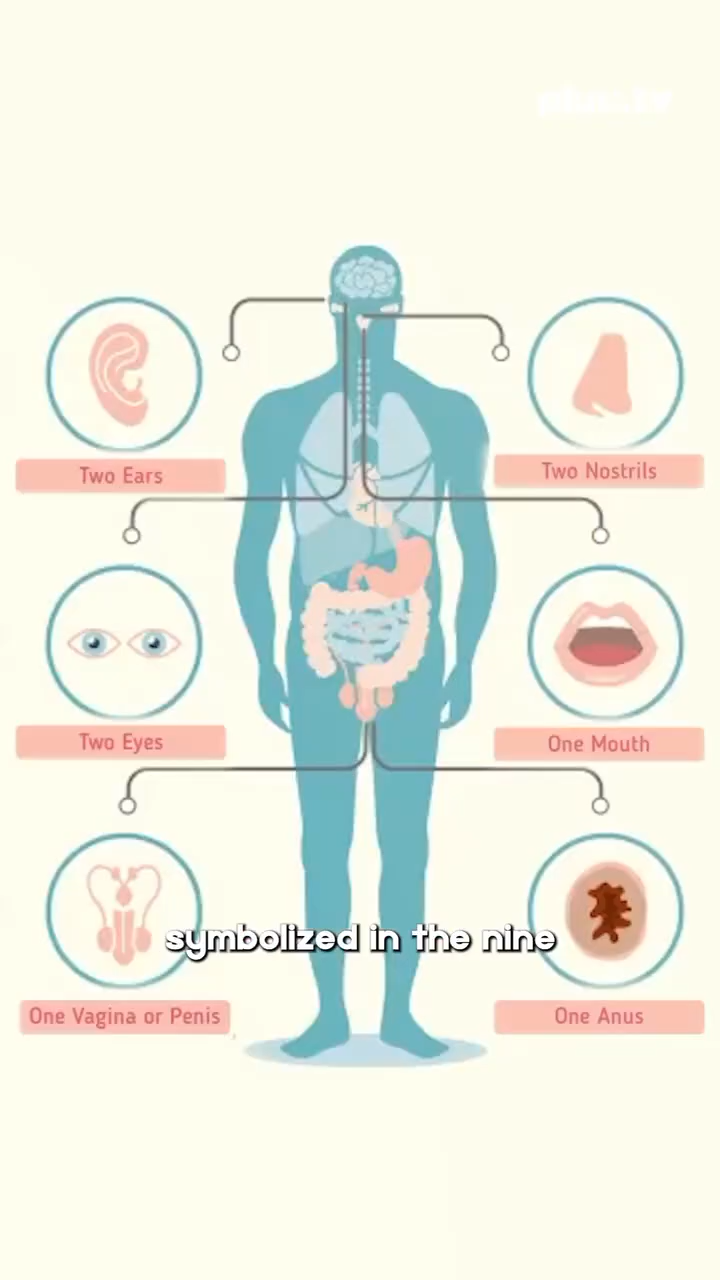 Two Ears
Two Nostrils
Two Eyes
One Mouth
symbolized in the nine
One Vagina or Penis
One Anus